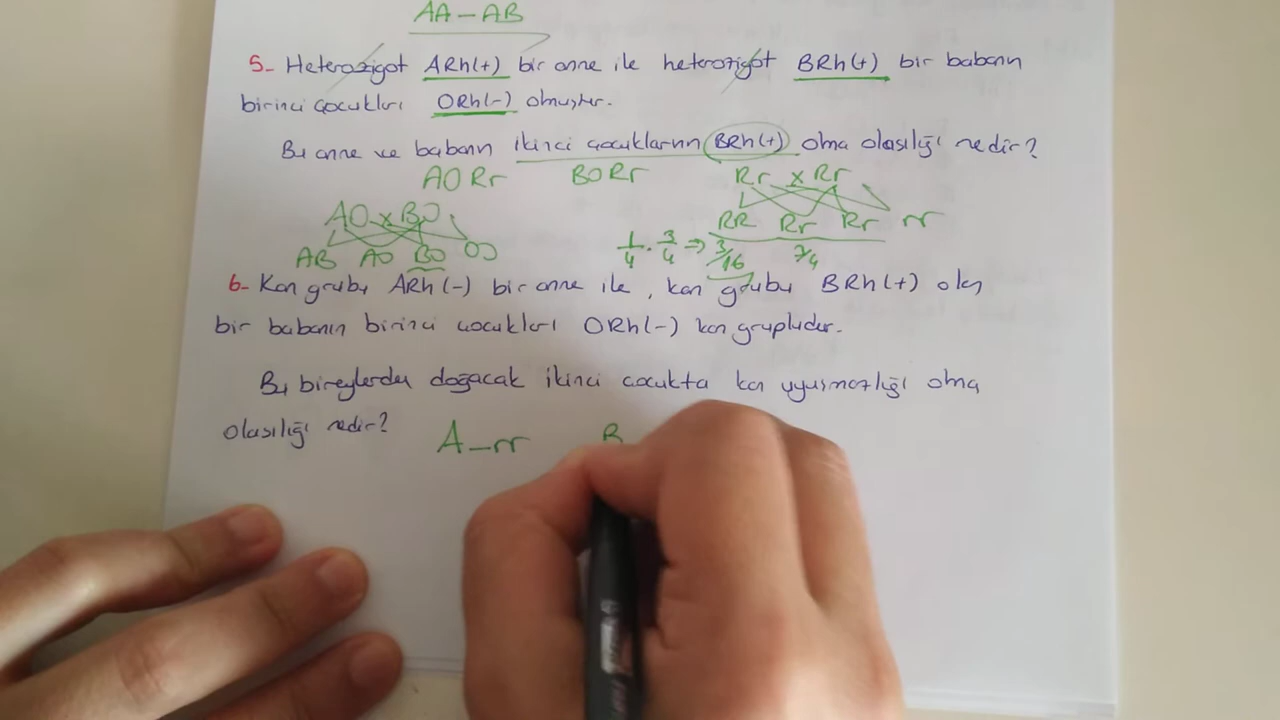 AA - AB
5- Heterozigot ARh(+) bir anne ile heterozigot BRh(+) bir babanın
birinci çocukları ORh(-) olmuştur.
Bu anne ve babanın ikinci çocuklarının BRh(+) olma olasılığı nedir?
AORr BORr Rr x Rr
AO x BO RR Rr Rr rr
AB AO BO OO 1/4 . 3/4 => 3/16 3/4
6- Kan grubu ARh(-) bir anne ile, kan grubu BRh(+) olan
bir babanın birinci çocukları ORh(-) kan grupludur.
Bu bireylerden doğacak ikinci çocukta kan uyuşmazlığı olma
olasılığı nedir? A_rr B